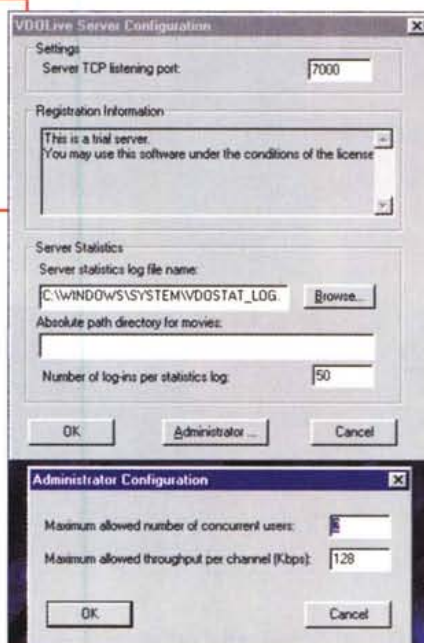 VDOLive Server Configuration
Settings
Server TCP listening port:
7000
Registration Information
This is a trial server.
You may use this software under the conditions of the license
Server Statistics
Server statistics log file name:
C:\WINDOWS\SYSTEM\VDOSTAT_LOG.
Browse...
Absolute path directory for movies:
Number of log-ins per statistics log:
50
OK
Administrator ...
Cancel
Administrator Configuration
Maximum allowed number of concurrent users:
Maximum allowed throughput per channel (Kbps):
128
OK
Cancel